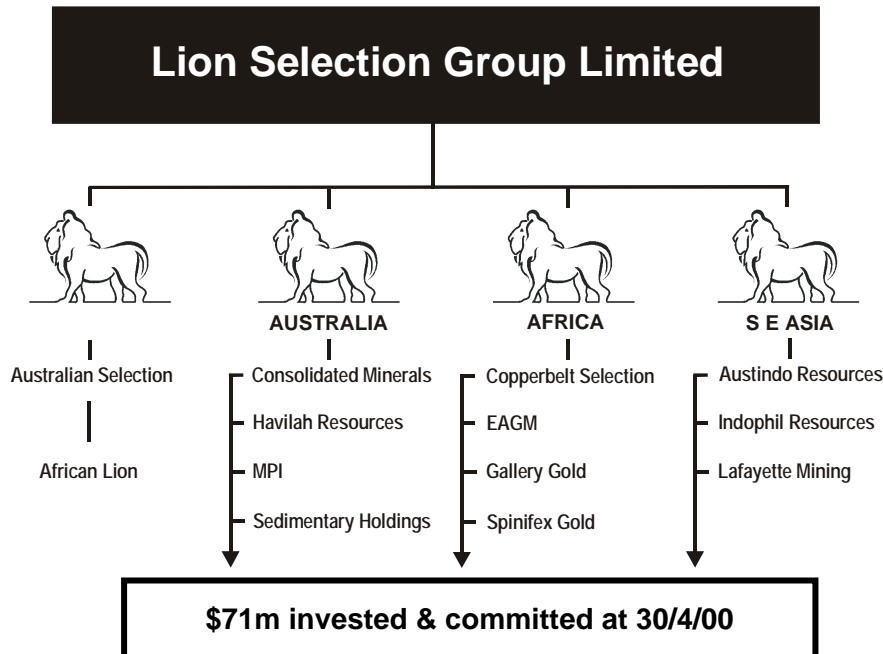 Lion Selection Group Limited
Australian Selection
African Lion
AUSTRALIA
Consolidated Minerals
Havilah Resources
MPI
Sedimentary Holdings
AFRICA
Copperbelt Selection
EAGM
Gallery Gold
Spinifex Gold
S E ASIA
Austindo Resources
Indophil Resources
Lafayette Mining
$71m invested & committed at 30/4/00